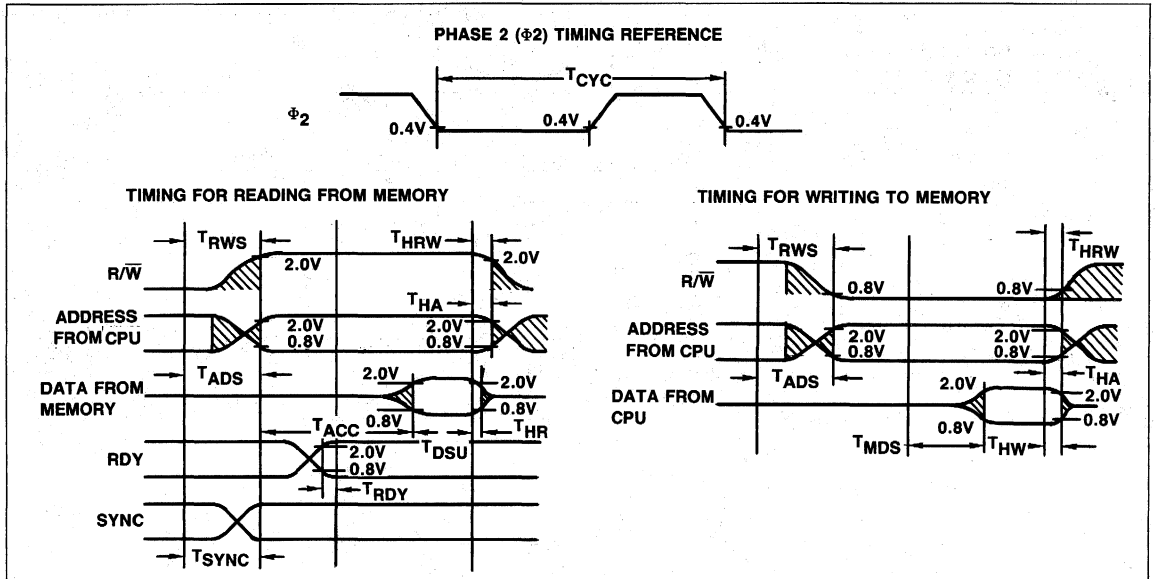 PHASE 2 (Φ2) TIMING REFERENCE
TCYC
Φ2
0.4V
0.4V
0.4V
TIMING FOR READING FROM MEMORY
TRWS
THRW
R/W̅
2.0V
2.0V
THA
ADDRESS
FROM CPU
2.0V
0.8V
2.0V
0.8V
TADS
DATA FROM
MEMORY
2.0V
2.0V
0.8V
0.8V
TACC
TDSU
THR
RDY
2.0V
0.8V
TRDY
SYNC
TSYNC
TIMING FOR WRITING TO MEMORY
TRWS
THRW
R/W̅
0.8V
0.8V
ADDRESS
FROM CPU
2.0V
0.8V
2.0V
0.8V
TADS
THA
DATA FROM
CPU
2.0V
2.0V
0.8V
0.8V
TMDS
THW